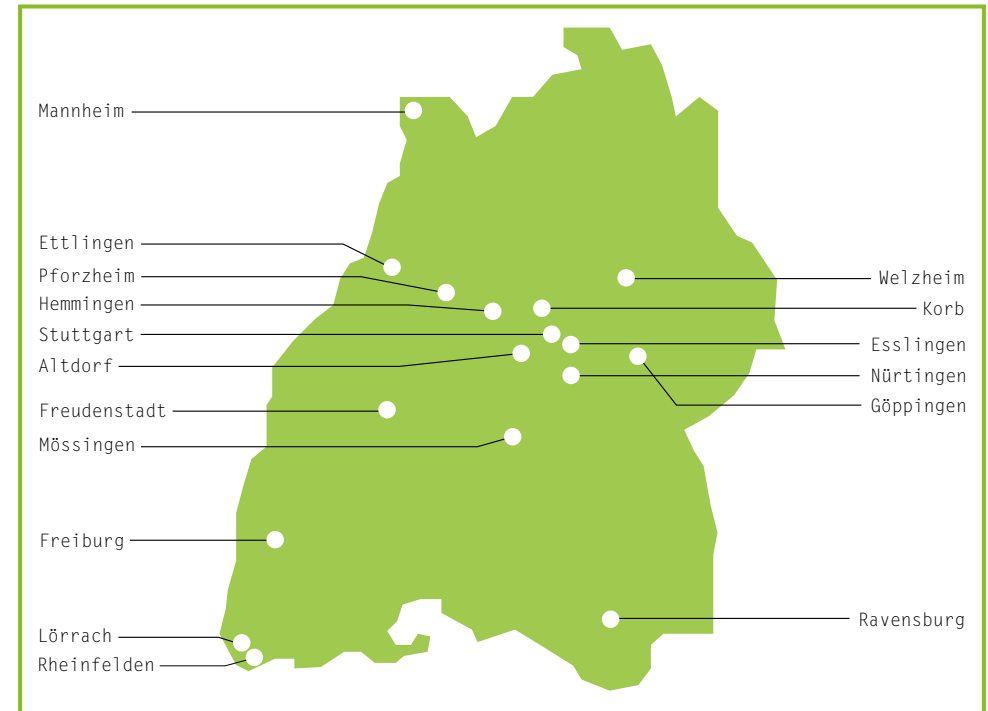 Mannheim
Ettlingen
Pforzheim
Hemmingen
Stuttgart
Altdorf
Freudenstadt
Mössingen
Freiburg
Lörrach
Rheinfelden
Welzheim
Korb
Esslingen
Nürtingen
Göppingen
Ravensburg